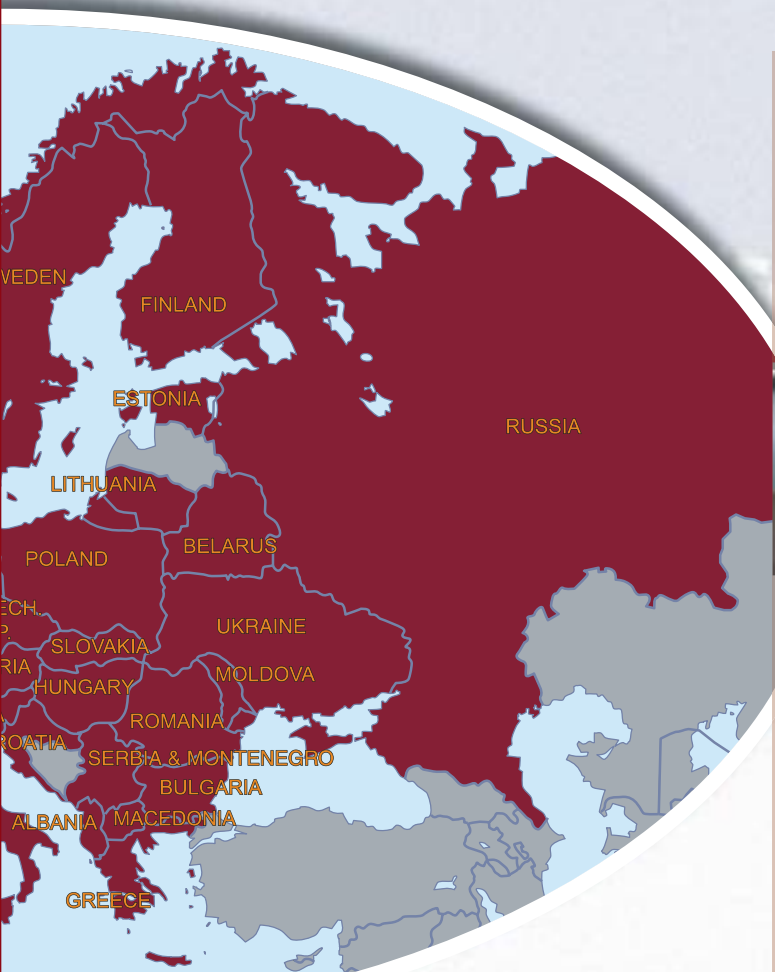 WEDEN
FINLAND
ESTONIA
RUSSIA
LITHUANIA
BELARUS
POLAND
ECH.
P.
UKRAINE
SLOVAKIA
RIA
MOLDOVA
HUNGARY
A
ROMANIA
ROATIA
SERBIA & MONTENEGRO
BULGARIA
MACEDONIA
ALBANIA
GREECE